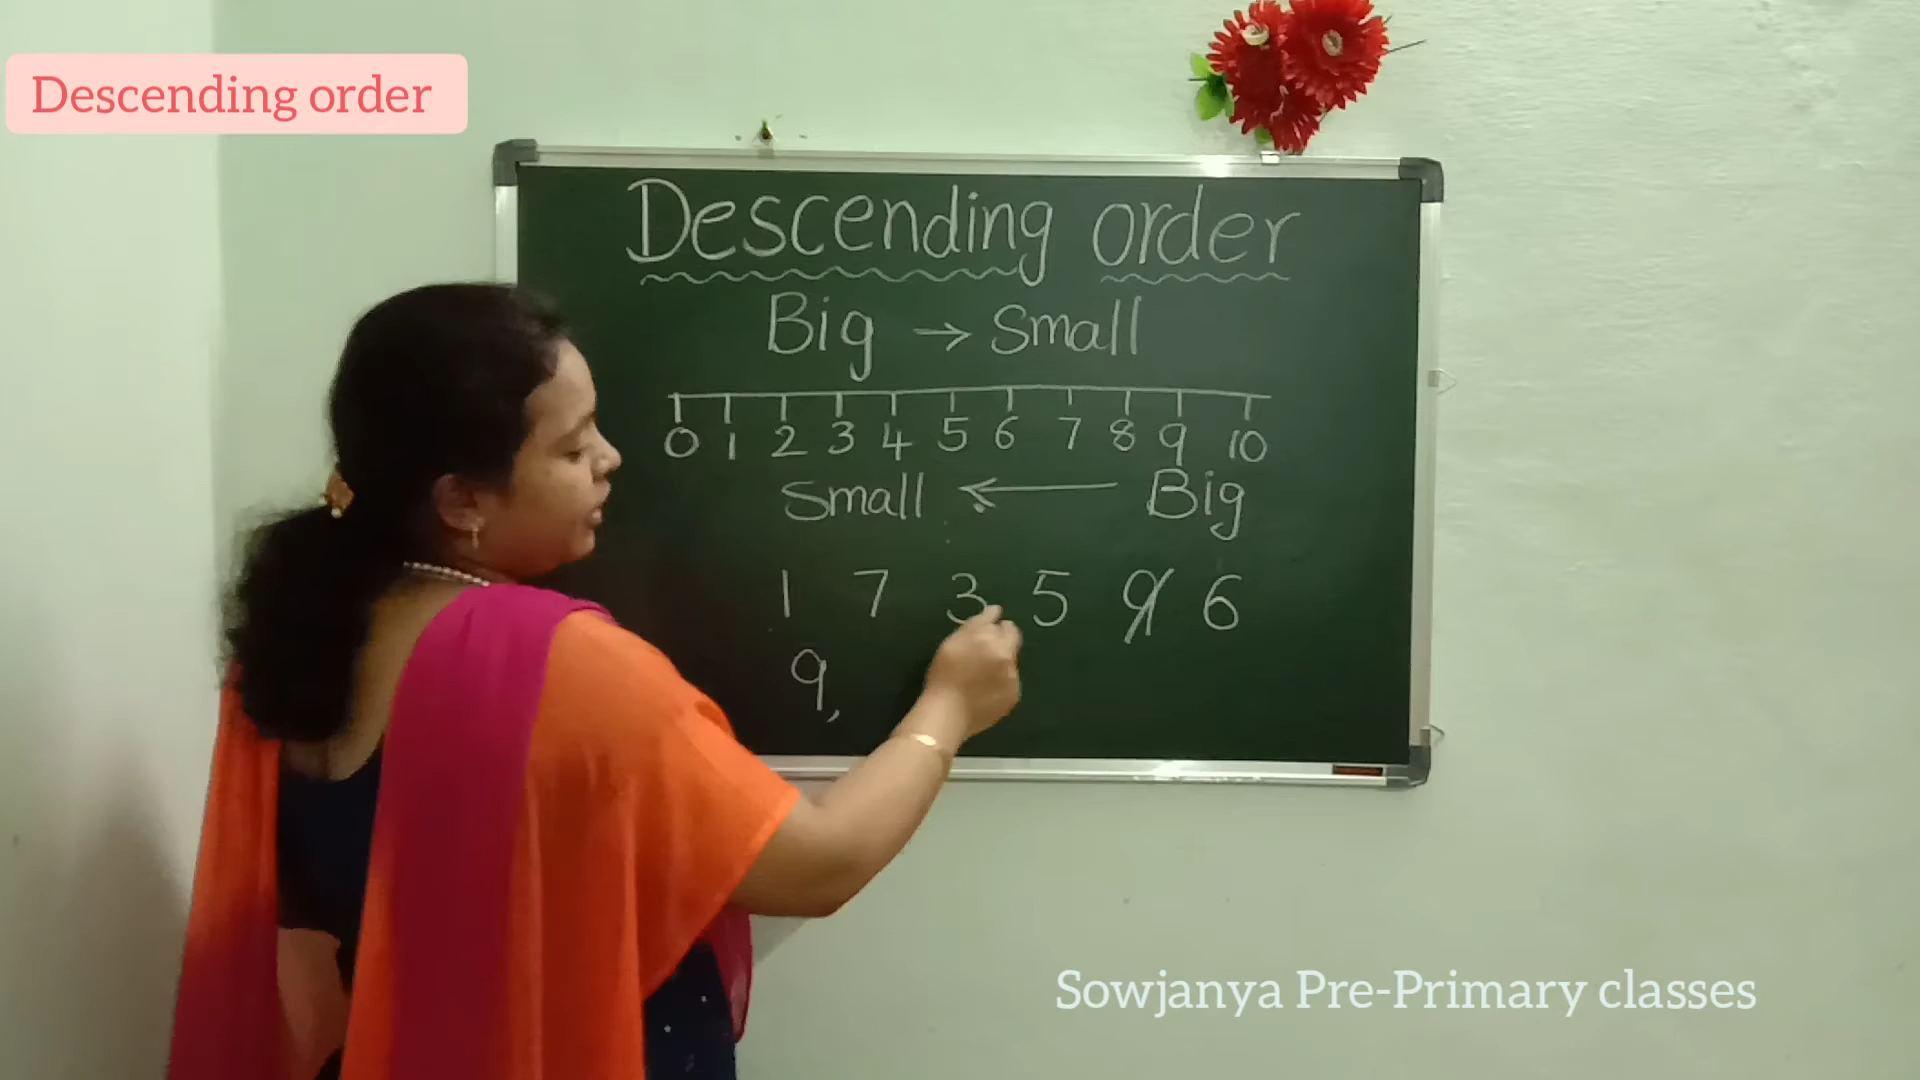 Descending order
Descending order
Big → Small
0 1 2 3 4 5 6 7 8 9 10
Small ← Big
1 7 3 5 9 6
9,
Sowjanya Pre-Primary classes